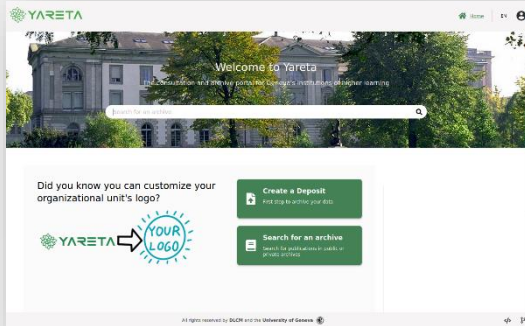 YARETA
Home
EN
Welcome to Yareta
The consultation and archive portal for Geneva's institutions of higher learning
Search for an archive
Did you know you can customize your
organizational unit's logo?
YARETA
YOUR
LOGO
Create a Deposit
First step to archive your data
Search for an archive
Search for publications in public or
private archives
All rights reserved by DLCM and the University of Geneva